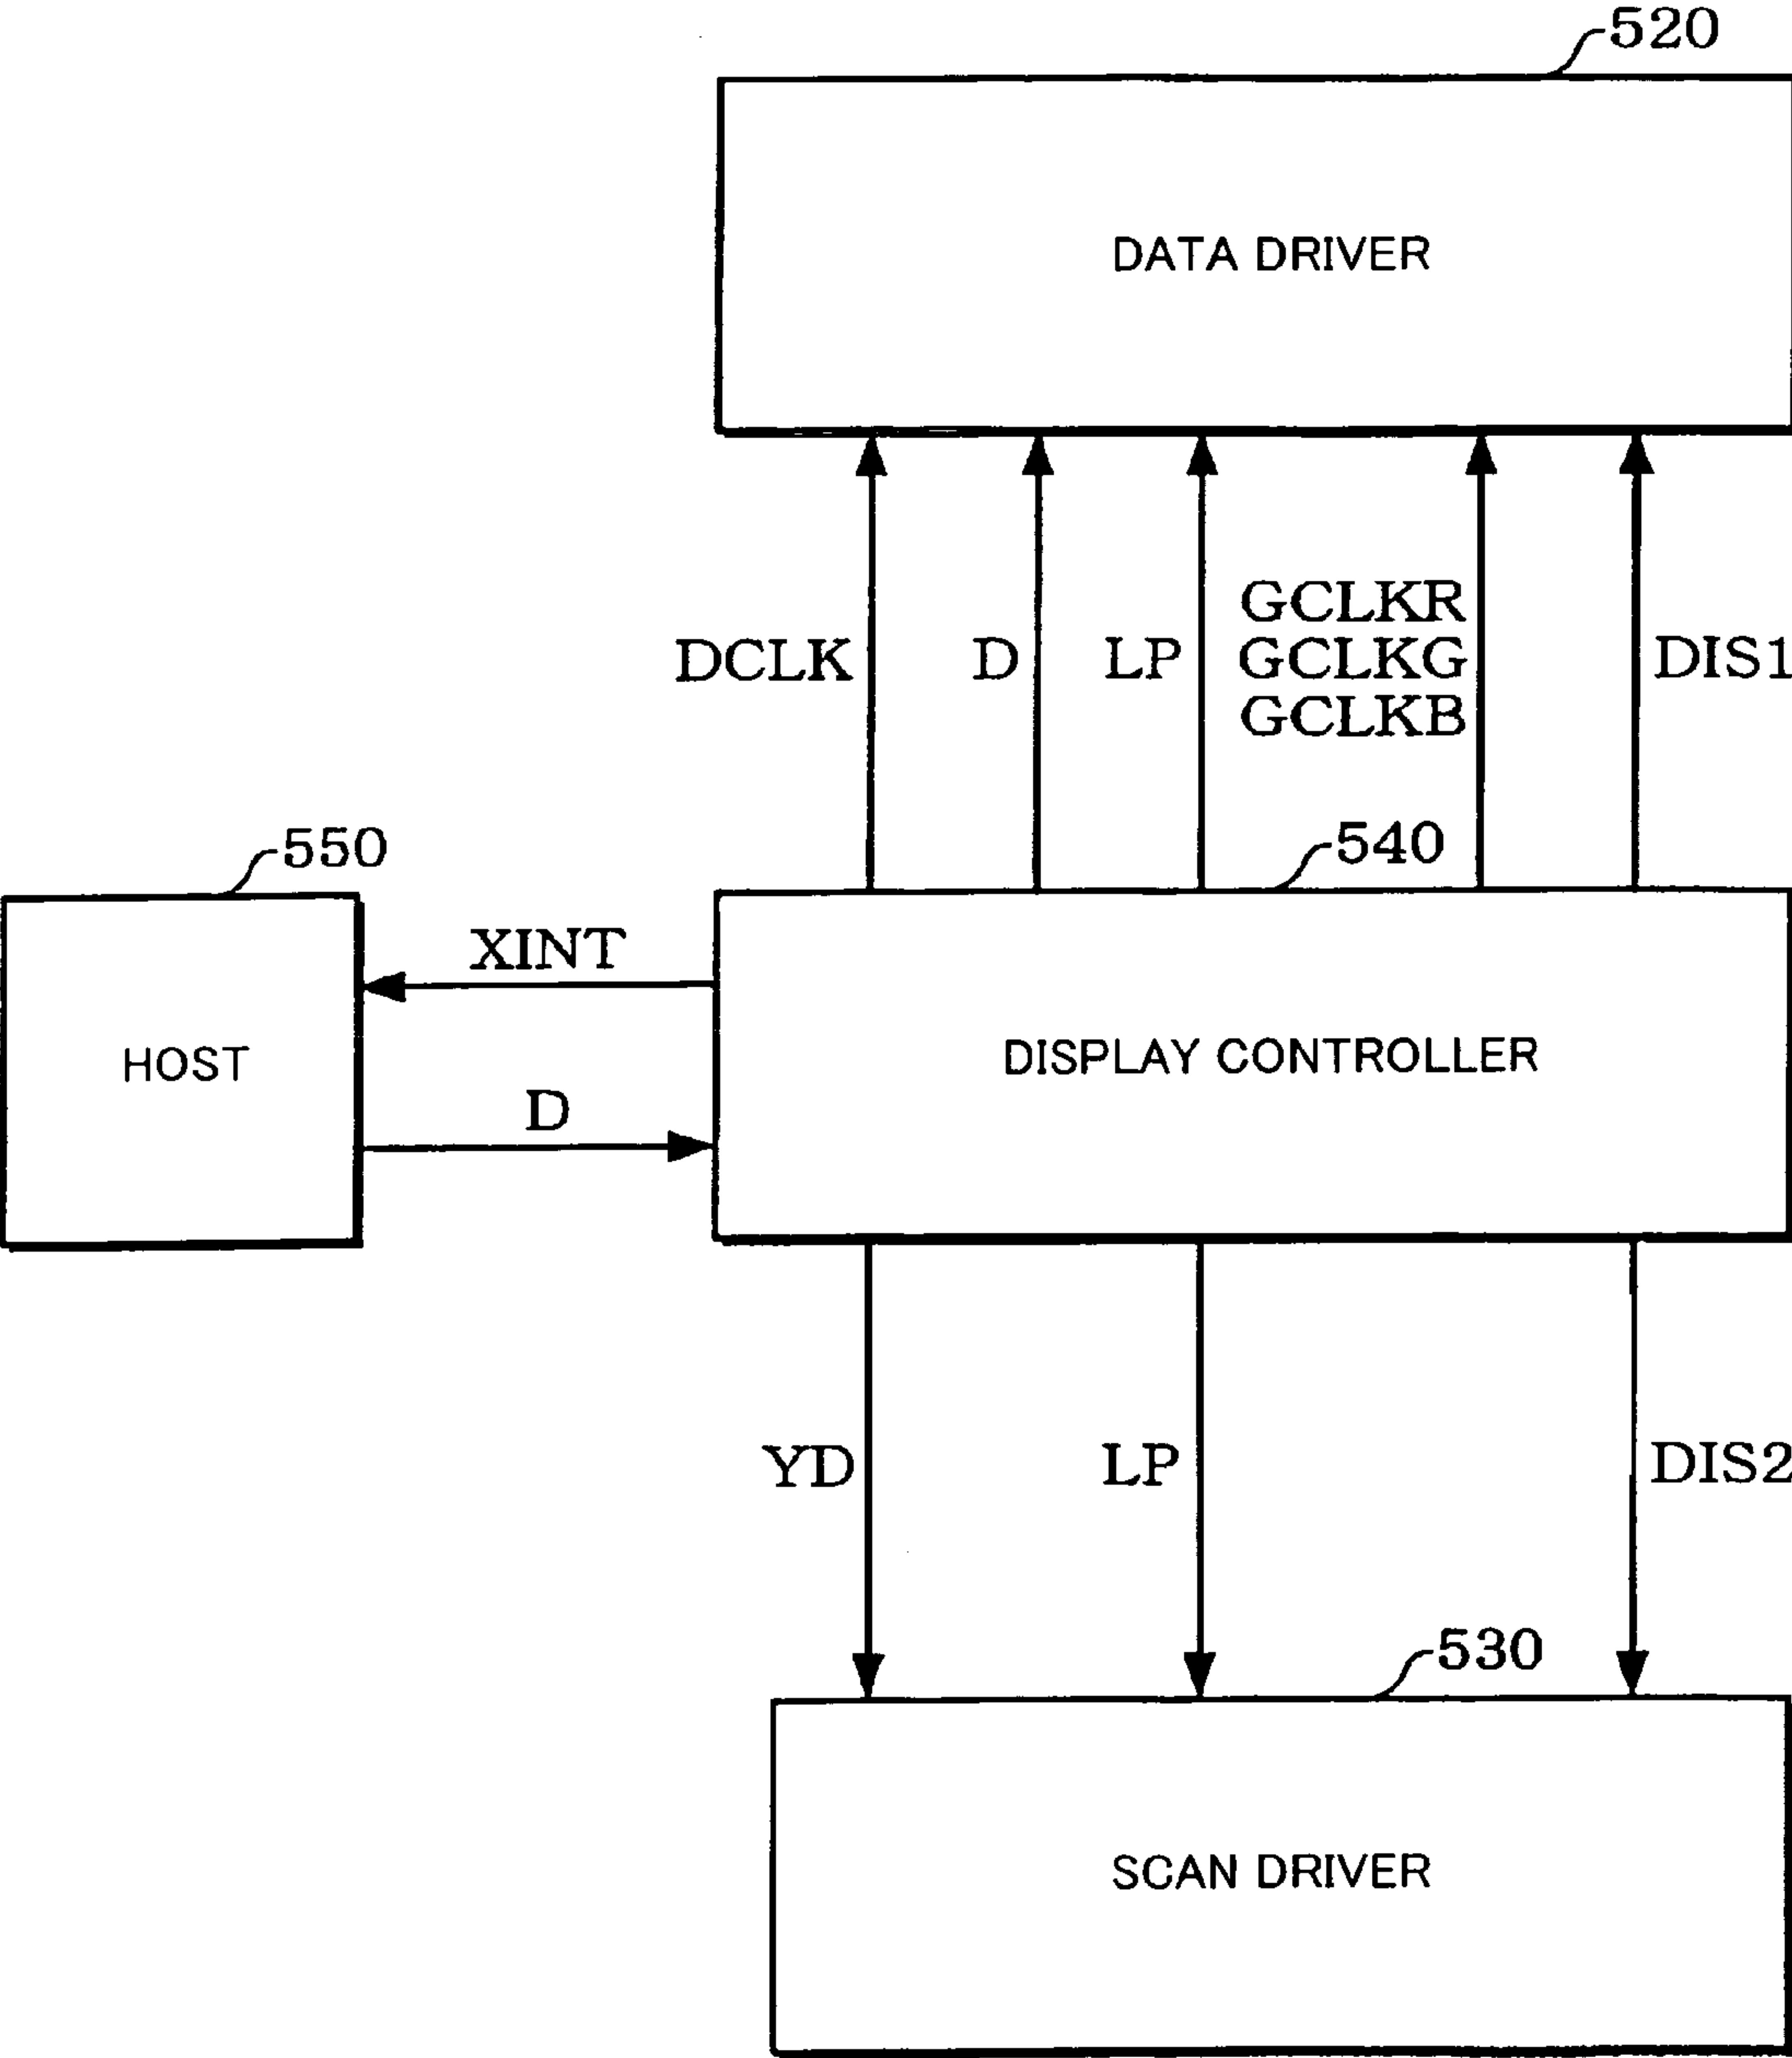 520
DATA DRIVER
DCLK
D
LP
GCLKR
GCLKG
GCLKB
DIS1
550
540
XINT
HOST
DISPLAY CONTROLLER
D
YD
LP
DIS2
530
SCAN DRIVER